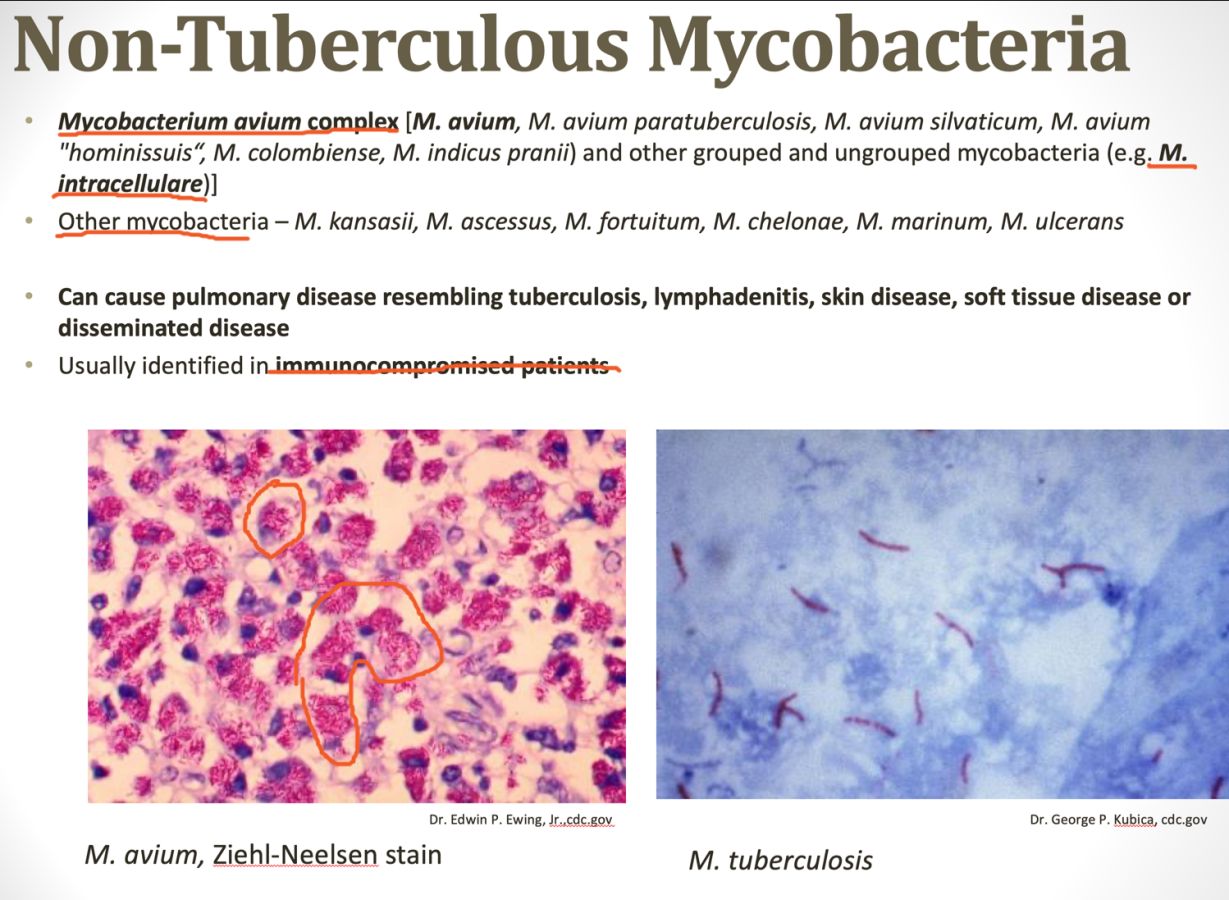 Non-Tuberculous Mycobacteria
• Mycobacterium avium complex [M. avium, M. avium paratuberculosis, M. avium silvaticum, M. avium
"hominissuis“, M. colombiense, M. indicus pranii) and other grouped and ungrouped mycobacteria (e.g. M.
intracellulare)]
• Other mycobacteria – M. kansasii, M. ascessus, M. fortuitum, M. chelonae, M. marinum, M. ulcerans
• Can cause pulmonary disease resembling tuberculosis, lymphadenitis, skin disease, soft tissue disease or
disseminated disease
• Usually identified in immunocompromised patients
Dr. Edwin P. Ewing, Jr.,cdc.gov
Dr. George P. Kubica, cdc.gov
M. avium, Ziehl-Neelsen stain
M. tuberculosis